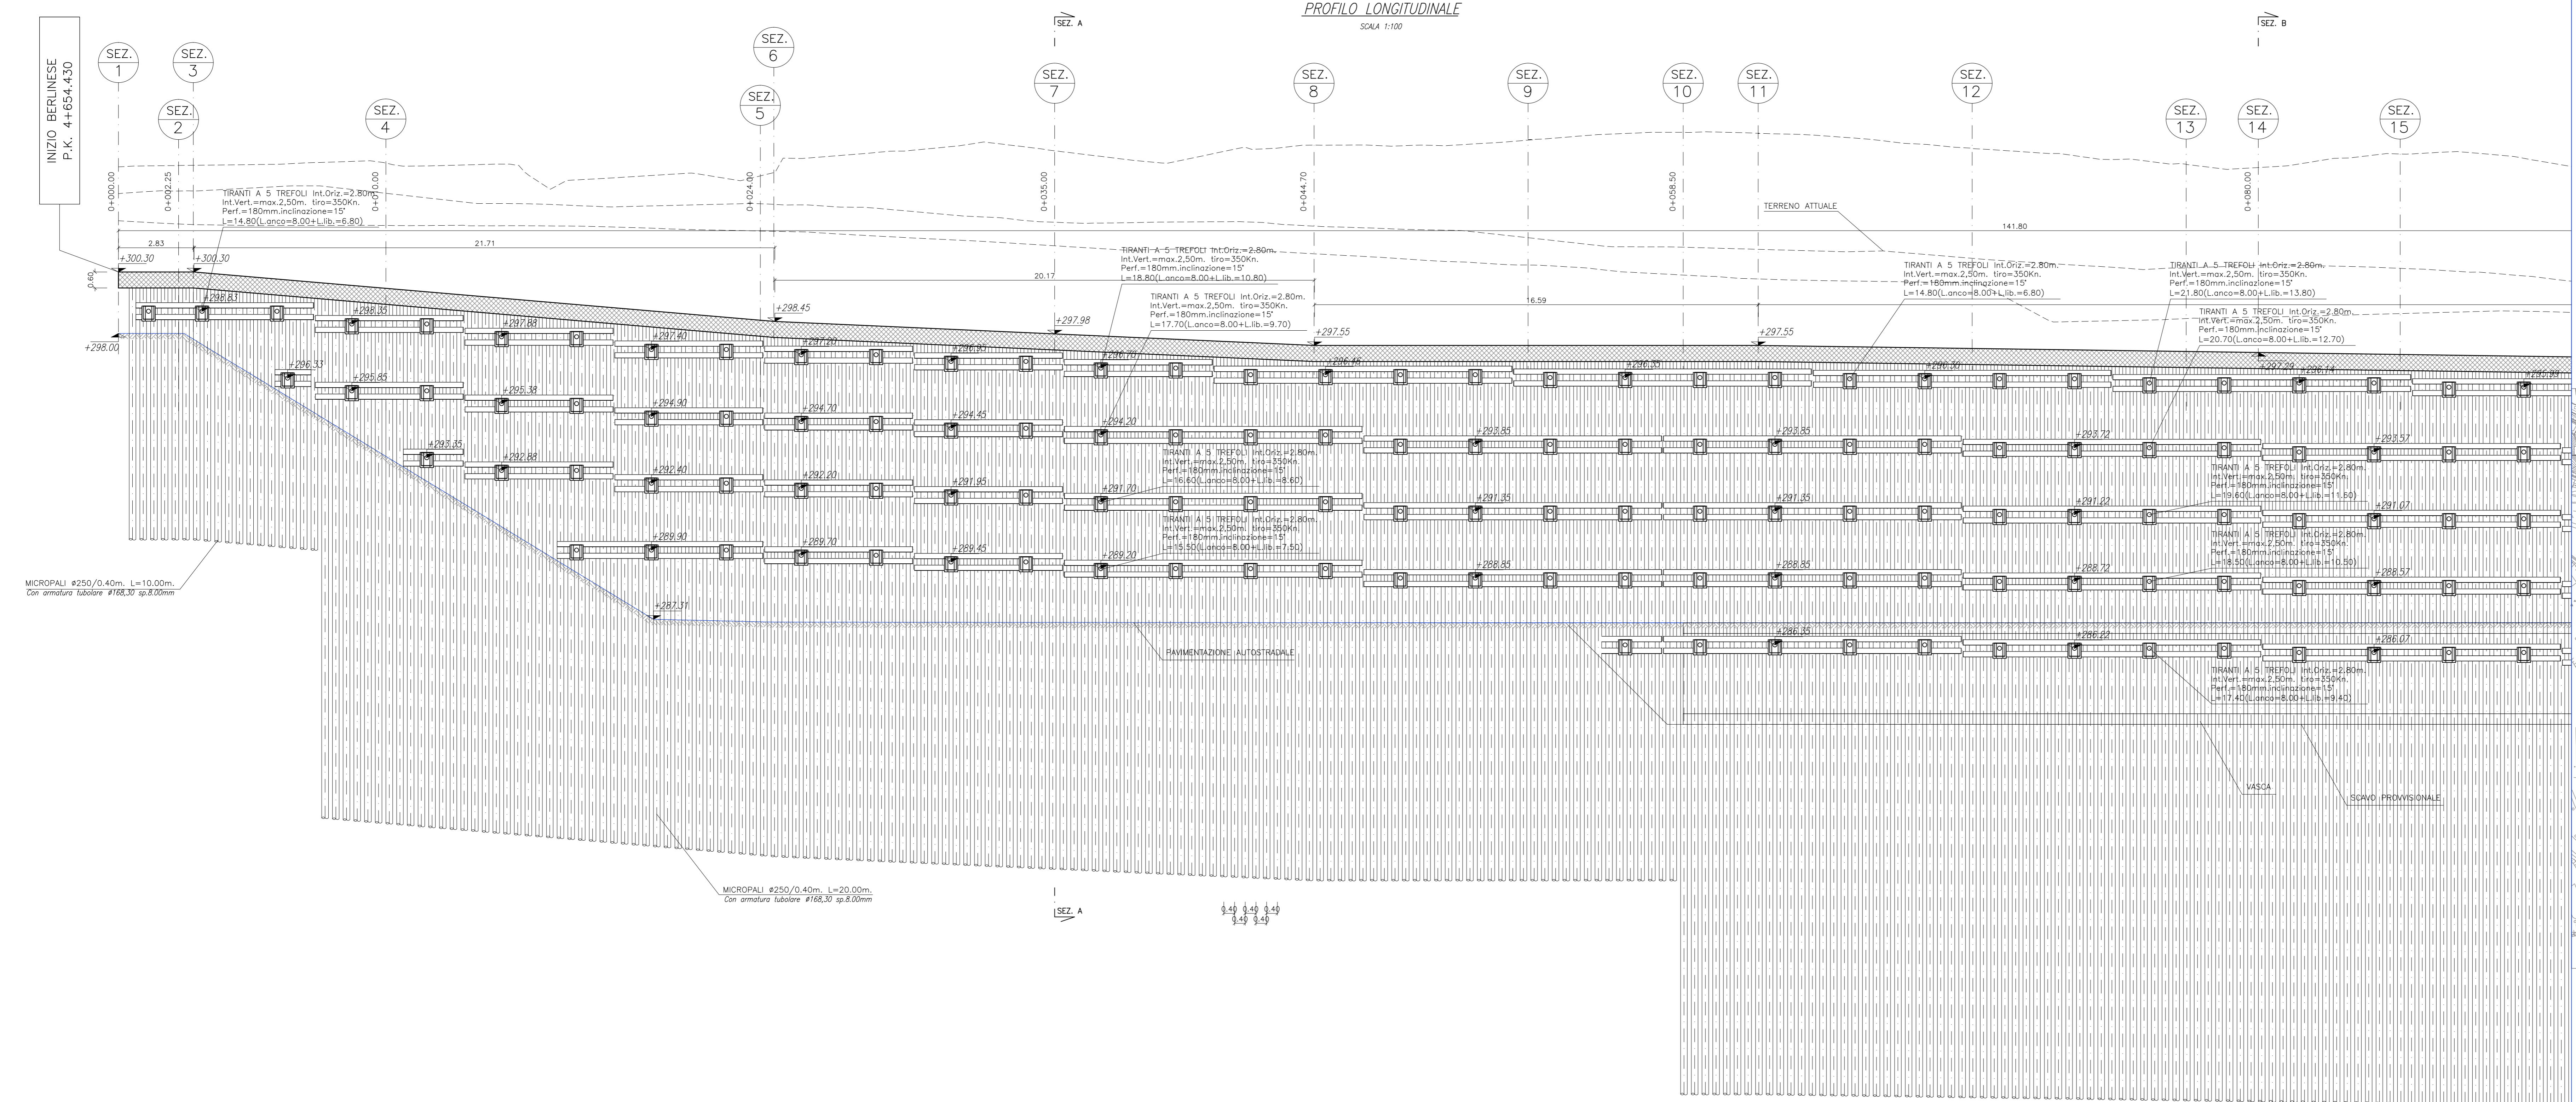 PROFILO LONGITUDINALE
SCALA 1:100
SEZ. A
SEZ. B
INIZIO BERLINESE
P.K. 4+654.430
SEZ.
1
SEZ.
2
SEZ.
3
SEZ.
4
SEZ.
5
SEZ.
6
SEZ.
7
SEZ.
8
SEZ.
9
SEZ.
10
SEZ.
11
SEZ.
12
SEZ.
13
SEZ.
14
SEZ.
15
0+000.00
0+002.25
0+010.00
0+024.00
0+035.00
0+044.70
0+058.50
0+080.00
TIRANTI A 5 TREFOLI Int.Oriz.=2.80m.
Int.Vert.=max.2,50m. tiro=350Kn.
Perf.=180mm.inclinazione=15°
L=14.80(L.anco=8.00+L.lib.=6.80)
TERRENO ATTUALE
141.80
2.83
21.71
20.17
16.59
0.60
TIRANTI A 5 TREFOLI Int.Oriz.=2.80m.
Int.Vert.=max.2,50m. tiro=350Kn.
Perf.=180mm.inclinazione=15°
L=18.80(L.anco=8.00+L.lib.=10.80)
TIRANTI A 5 TREFOLI Int.Oriz.=2.80m.
Int.Vert.=max.2,50m. tiro=350Kn.
Perf.=180mm.inclinazione=15°
L=17.70(L.anco=8.00+L.lib.=9.70)
TIRANTI A 5 TREFOLI Int.Oriz.=2.80m.
Int.Vert.=max.2,50m. tiro=350Kn.
Perf.=180mm.inclinazione=15°
L=14.80(L.anco=8.00+L.lib.=6.80)
TIRANTI A 5 TREFOLI Int.Oriz.=2.80m.
Int.Vert.=max.2,50m. tiro=350Kn.
Perf.=180mm.inclinazione=15°
L=21.80(L.anco=8.00+L.lib.=13.80)
TIRANTI A 5 TREFOLI Int.Oriz.=2.80m.
Int.Vert.=max.2,50m. tiro=350Kn.
Perf.=180mm.inclinazione=15°
L=20.70(L.anco=8.00+L.lib.=12.70)
+300.30
+300.30
+298.45
+297.98
+297.55
+297.55
+297.29
+298.00
+298.83
+298.35
+297.88
+297.40
+297.20
+296.95
+296.70
+296.46
+296.35
+296.30
+296.14
+295.93
+296.33
+295.85
+295.38
+294.90
+294.70
+294.45
+294.20
+293.85
+293.85
+293.72
+293.57
+293.35
+292.88
+292.40
+292.20
+291.95
+291.70
+291.35
+291.35
+291.22
+291.07
TIRANTI A 5 TREFOLI Int.Oriz.=2.80m.
Int.Vert.=max.2,50m. tiro=350Kn.
Perf.=180mm.inclinazione=15°
L=16.60(L.anco=8.00+L.lib.=8.60)
TIRANTI A 5 TREFOLI Int.Oriz.=2.80m.
Int.Vert.=max.2,50m. tiro=350Kn.
Perf.=180mm.inclinazione=15°
L=19.60(L.anco=8.00+L.lib.=11.60)
+289.90
+289.70
+289.45
+289.20
+288.85
+288.85
+288.72
+288.57
TIRANTI A 5 TREFOLI Int.Oriz.=2.80m.
Int.Vert.=max.2,50m. tiro=350Kn.
Perf.=180mm.inclinazione=15°
L=15.50(L.anco=8.00+L.lib.=7.50)
TIRANTI A 5 TREFOLI Int.Oriz.=2.80m.
Int.Vert.=max.2,50m. tiro=350Kn.
Perf.=180mm.inclinazione=15°
L=18.50(L.anco=8.00+L.lib.=10.50)
MICROPALI ø250/0.40m. L=10.00m.
Con armatura tubolare ø168,30 sp.8.00mm
+287.31
PAVIMENTAZIONE AUTOSTRADALE
+286.35
+286.22
+286.07
TIRANTI A 5 TREFOLI Int.Oriz.=2.80m.
Int.Vert.=max.2,50m. tiro=350Kn.
Perf.=180mm.inclinazione=15°
L=17.40(L.anco=8.00+L.lib.=9.40)
VASCA
SCAVO PROVVISIONALE
MICROPALI ø250/0.40m. L=20.00m.
Con armatura tubolare ø168,30 sp.8.00mm
SEZ. A
0.40 0.40 0.40
0.40 0.40